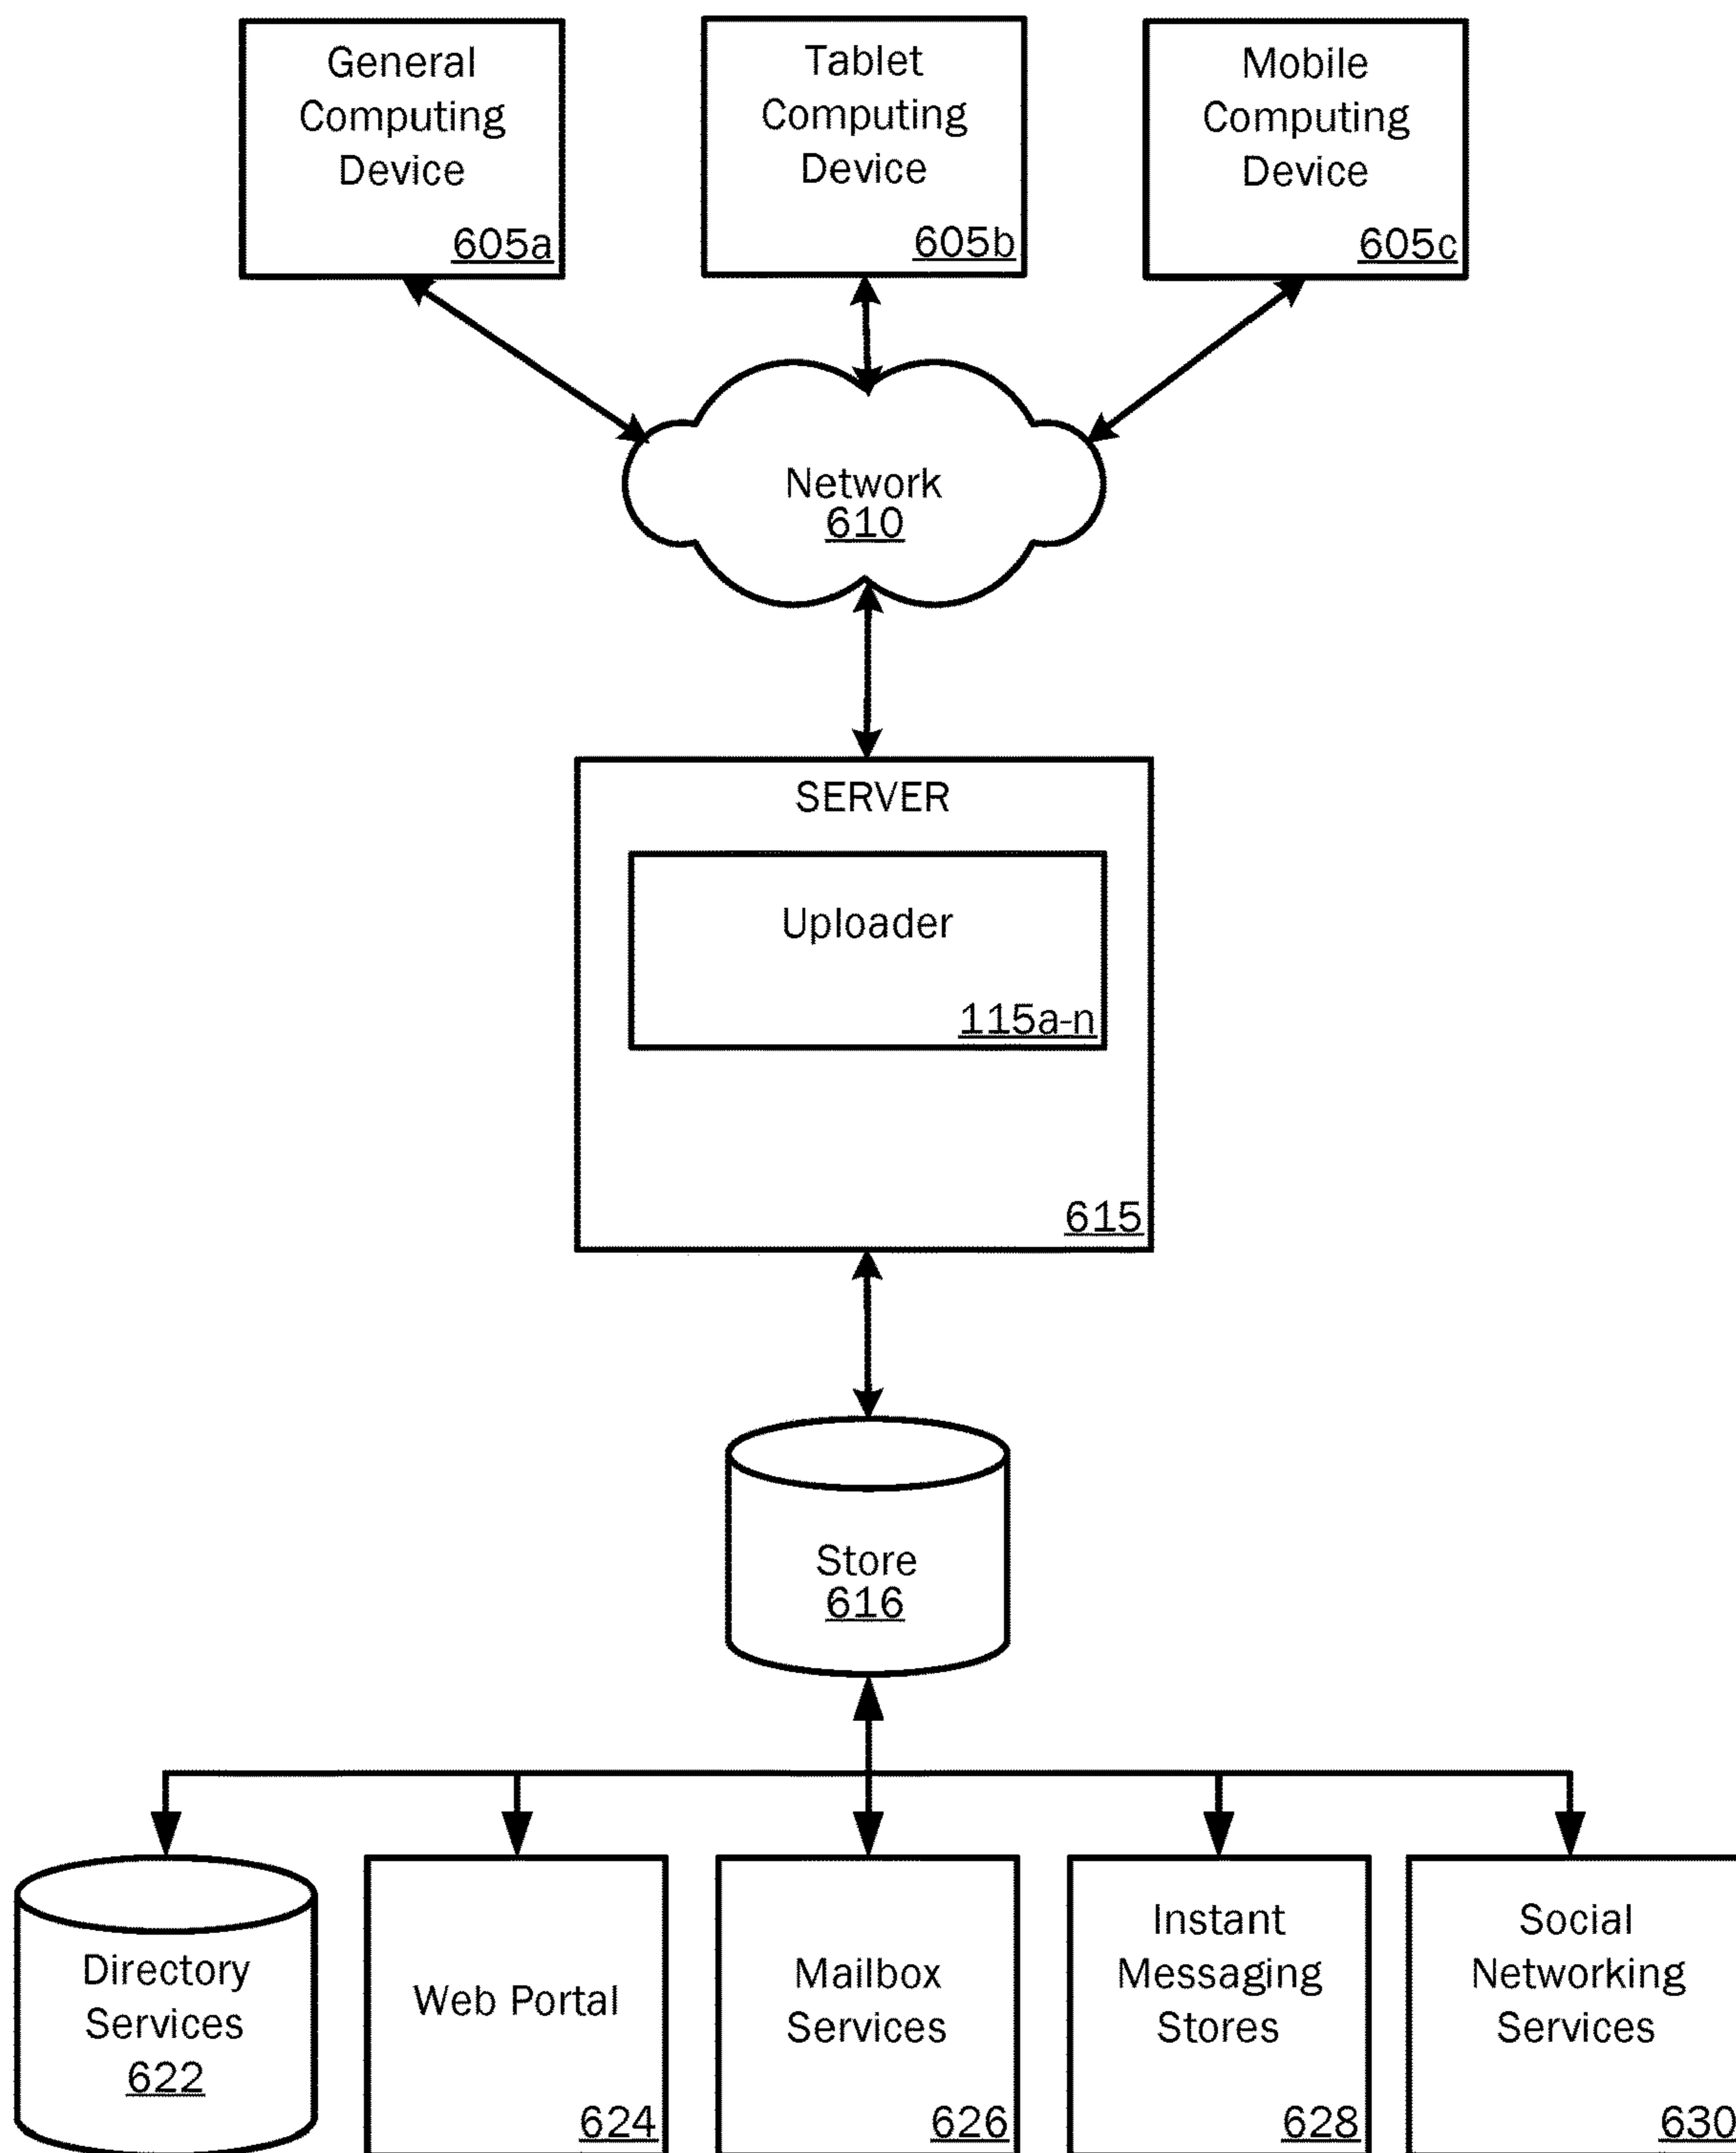 General
Computing
Device
605a
Tablet
Computing
Device
605b
Mobile
Computing
Device
605c
Network
610
SERVER
Uploader
115a-n
615
Store
616
Directory
Services
622
Web Portal
624
Mailbox
Services
626
Instant
Messaging
Stores
628
Social
Networking
Services
630